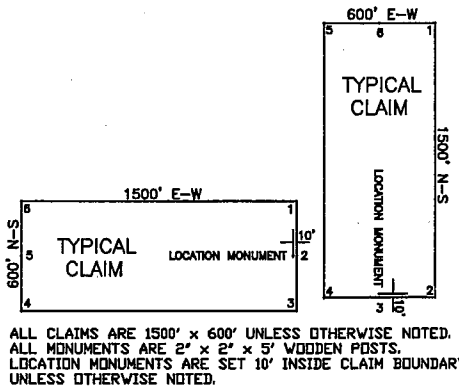 600' E-W
5 6 1
TYPICAL
CLAIM
1500' N-S
LOCATION MONUMENT
4 3 2
10'
1500' E-W
6 1
600' N-S
10'
5 2
TYPICAL
CLAIM
LOCATION MONUMENT
4 3
ALL CLAIMS ARE 1500' x 600' UNLESS OTHERWISE NOTED.
ALL MONUMENTS ARE 2" x 2" x 5' WOODEN POSTS.
LOCATION MONUMENTS ARE SET 10' INSIDE CLAIM BOUNDARY
UNLESS OTHERWISE NOTED.